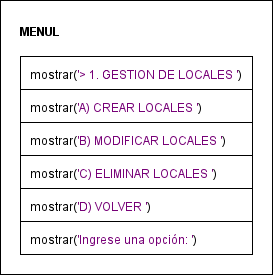 MENUL
mostrar('> 1. GESTION DE LOCALES ')
mostrar('A) CREAR LOCALES ')
mostrar('B) MODIFICAR LOCALES ')
mostrar('C) ELIMINAR LOCALES ')
mostrar('D) VOLVER ')
mostrar('Ingrese una opción: ')